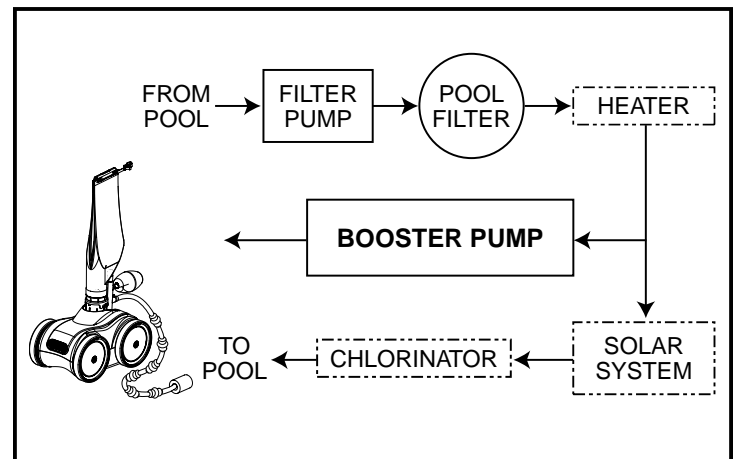 FROM
POOL
FILTER
PUMP
POOL
FILTER
HEATER
BOOSTER PUMP
TO
POOL
CHLORINATOR
SOLAR
SYSTEM